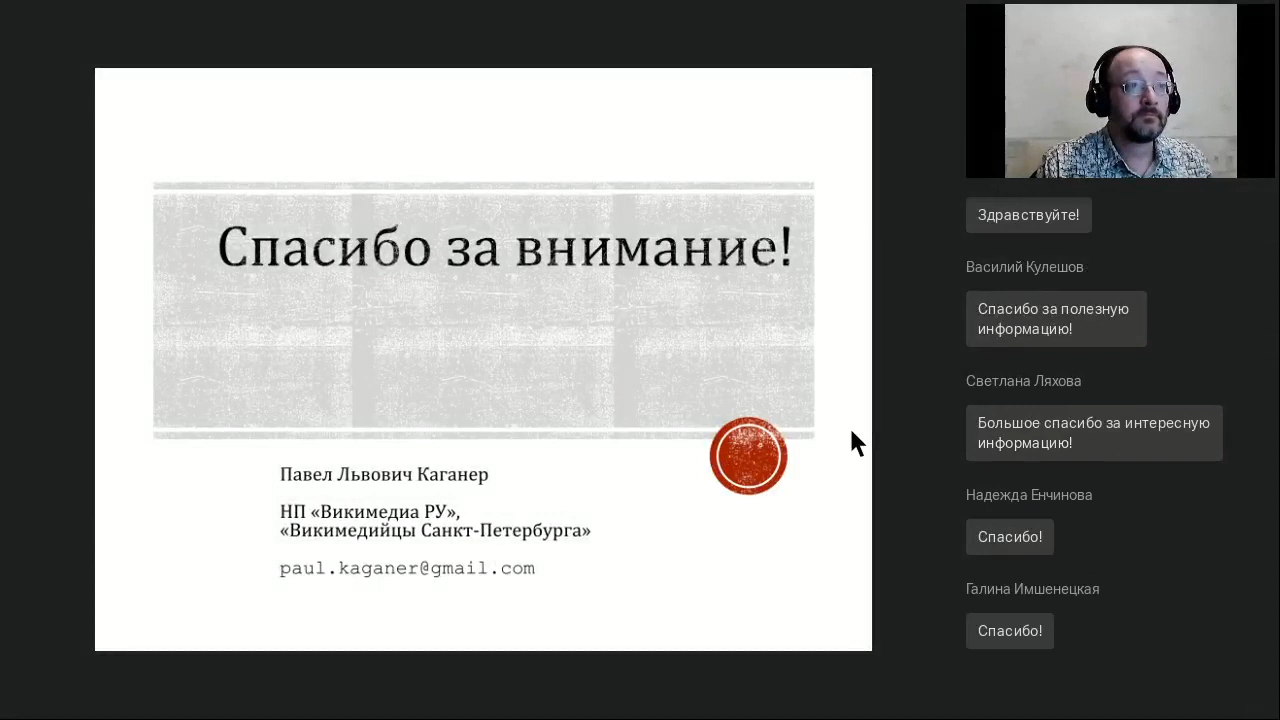 Спасибо за внимание!
Павел Львович Каганер
НП «Викимедиа РУ»,
«Викимедийцы Санкт-Петербурга»
paul.kaganer@gmail.com
Здравствуйте!
Василий Кулешов
Спасибо за полезную
информацию!
Светлана Ляхова
Большое спасибо за интересную
информацию!
Надежда Енчинова
Спасибо!
Галина Имшенецкая
Спасибо!